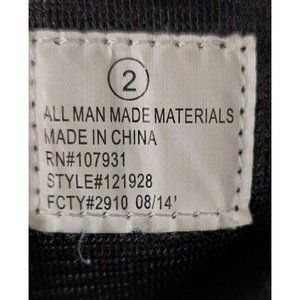 2
ALL MAN MADE MATERIALS
MADE IN CHINA
RN#107931
STYLE#121928
FCTY#2910 08/14'